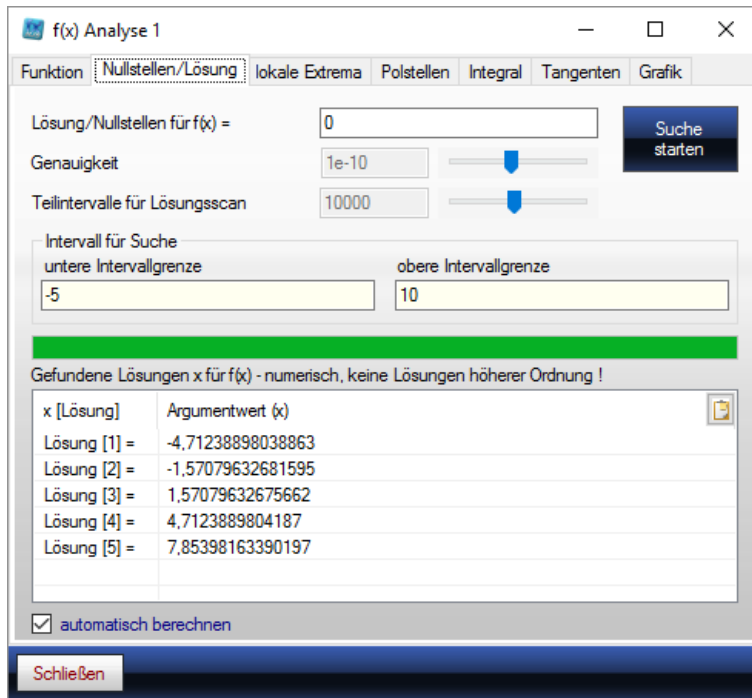 f(x) Analyse 1
Funktion Nullstellen/Lösung lokale Extrema Polstellen Integral Tangenten Grafik
Lösung/Nullstellen für f(x) = 0
Suche starten
Genauigkeit 1e-10
Teilintervalle für Lösungsscan 10000
Intervall für Suche
untere Intervallgrenze obere Intervallgrenze
-5 10
Gefundene Lösungen x für f(x) - numerisch, keine Lösungen höherer Ordnung !
x [Lösung] Argumentwert (x)
Lösung [1] = -4,71238898038863
Lösung [2] = -1,57079632681595
Lösung [3] = 1,57079632675662
Lösung [4] = 4,7123889804187
Lösung [5] = 7,85398163390197
automatisch berechnen
Schließen